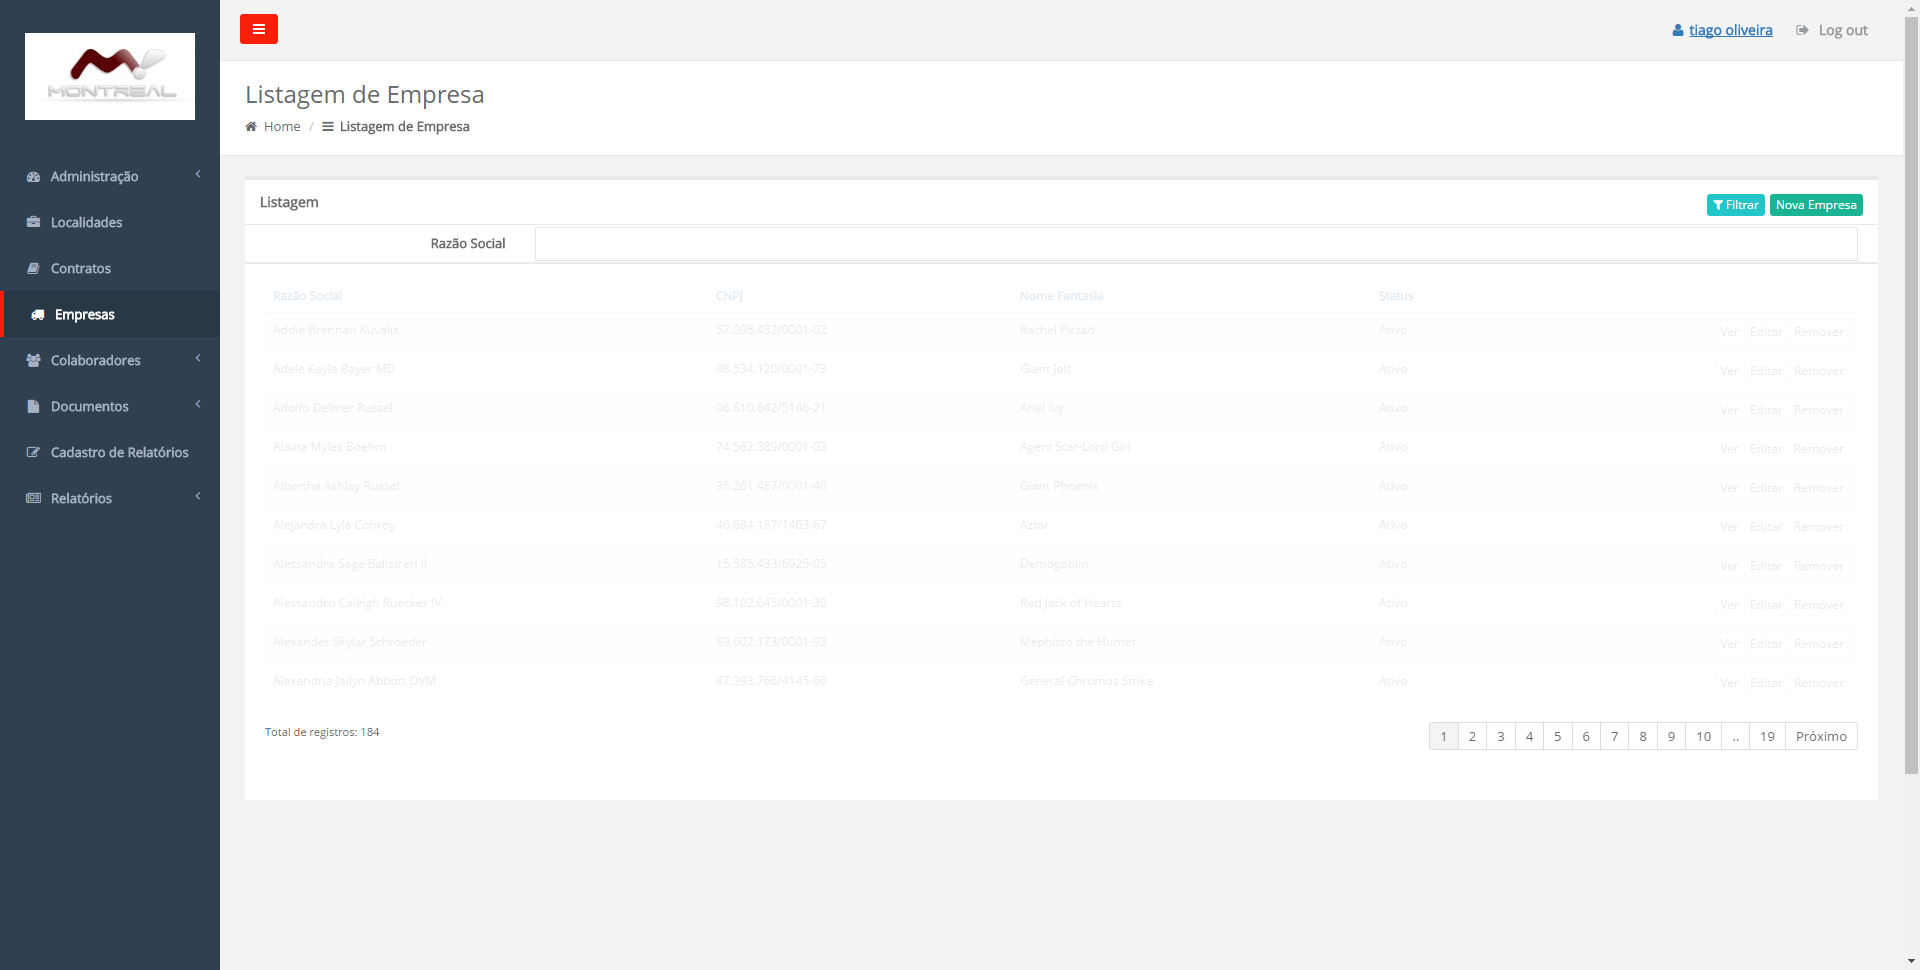 tiago oliveira Log out
MONTREAL
Listagem de Empresa
Home / Listagem de Empresa
Administração
Localidades
Contratos
Empresas
Colaboradores
Documentos
Cadastro de Relatórios
Relatórios
Listagem Filtrar Nova Empresa
Razão Social
Razão Social CNPJ Nome Fantasia Status
Addie Brennan Kuvalis 57.098.432/0001-02 Rachel Pirzad Ativo Ver Editar Remover
Adele Kayla Bayer MD 98.534.120/0001-73 Giant Jolt Ativo Ver Editar Remover
Adolfo Delmer Russel 06.610.642/5146-21 Ariel Ivy Ativo Ver Editar Remover
Alaina Myles Boehm 74.562.389/0001-03 Agent Star-Lord Girl Ativo Ver Editar Remover
Albertha Ashley Russel 35.261.487/0001-40 Giant Phoenix Ativo Ver Editar Remover
Alejandra Lyla Conroy 46.684.187/1403-67 Aztar Ativo Ver Editar Remover
Alessandra Sage Balistreri II 15.585.433/6925-05 Demogoblin Ativo Ver Editar Remover
Alessandro Caleigh Ruecker IV 98.102.645/0001-30 Red Jack of Hearts Ativo Ver Editar Remover
Alexander Skylar Schroeder 89.602.173/0001-93 Mephisto the Hunter Ativo Ver Editar Remover
Alexandria Jailyn Abbott DVM 87.393.766/4145-60 General Chromos Strike Ativo Ver Editar Remover
Total de registros: 184
1 2 3 4 5 6 7 8 9 10 .. 19 Próximo